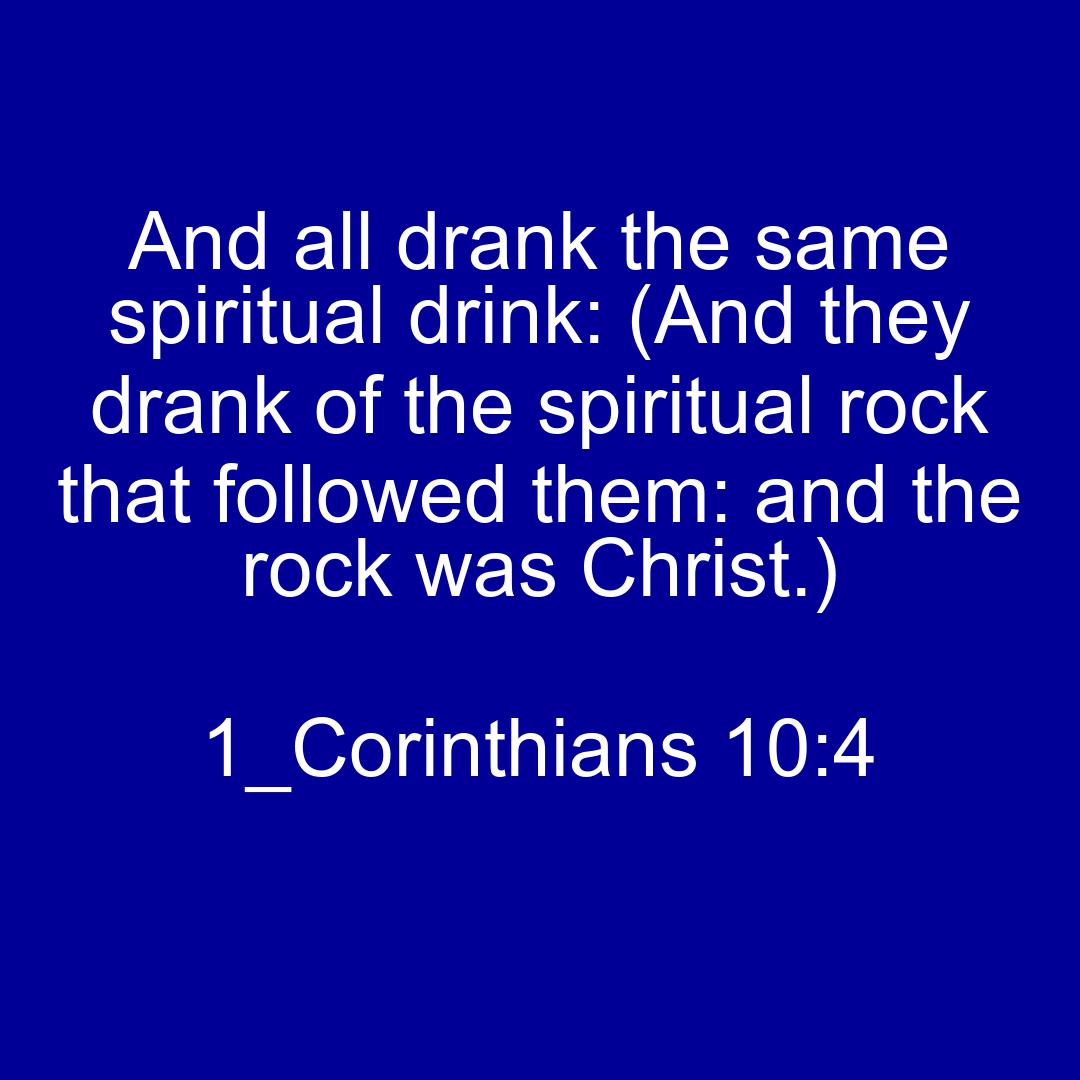 And all drank the same
spiritual drink: (And they
drank of the spiritual rock
that followed them: and the
rock was Christ.)
1_Corinthians 10:4